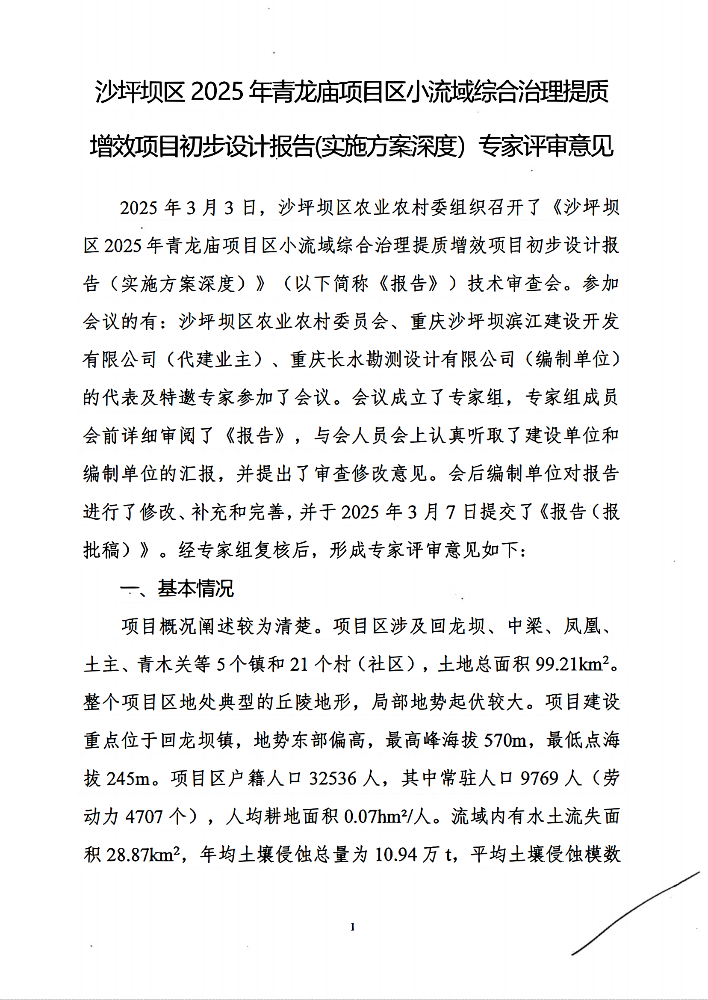 沙坪坝区 2025 年青龙庙项目区小流域综合治理提质
增效项目初步设计报告(实施方案深度）专家评审意见
2025 年 3 月 3 日，沙坪坝区农业农村委组织召开了《沙坪坝
区 2025 年青龙庙项目区小流域综合治理提质增效项目初步设计报
告（实施方案深度）》（以下简称《报告》）技术审查会。参加
会议的有：沙坪坝区农业农村委员会、重庆沙坪坝滨江建设开发
有限公司（代建业主）、重庆长水勘测设计有限公司（编制单位）
的代表及特邀专家参加了会议。会议成立了专家组，专家组成员
会前详细审阅了《报告》，与会人员会上认真听取了建设单位和
编制单位的汇报，并提出了审查修改意见。会后编制单位对报告
进行了修改、补充和完善，并于 2025 年 3 月 7 日提交了《报告（报
批稿）》。经专家组复核后，形成专家评审意见如下：
一、基本情况
项目概况阐述较为清楚。项目区涉及回龙坝、中梁、凤凰、
土主、青木关等 5 个镇和 21 个村（社区），土地总面积 99.21km²。
整个项目区地处典型的丘陵地形，局部地势起伏较大。项目建设
重点位于回龙坝镇，地势东部偏高，最高峰海拔 570m，最低点海
拔 245m。项目区户籍人口 32536 人，其中常驻人口 9769 人（劳
动力 4707 个），人均耕地面积 0.07hm²/人。流域内有水土流失面
积 28.87km²，年均土壤侵蚀总量为 10.94 万 t，平均土壤侵蚀模数
1